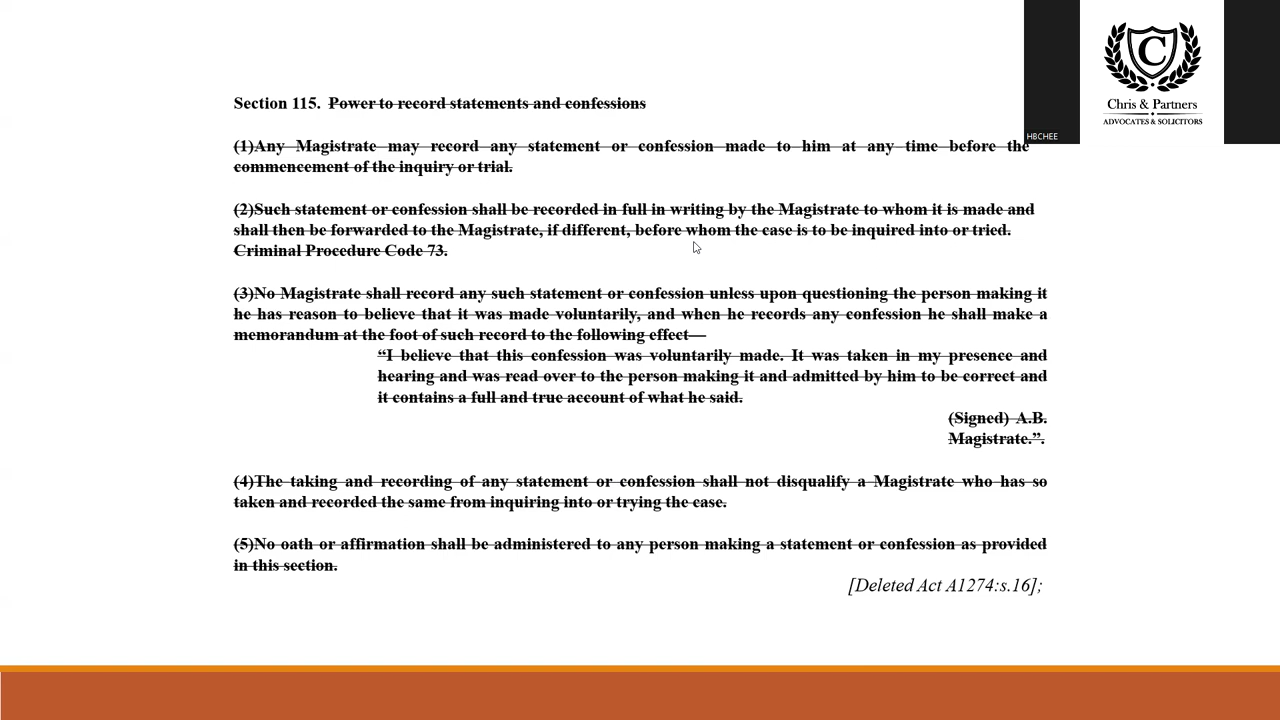 C
Chris & Partners
ADVOCATES & SOLICITORS
HBCHEE
Section 115. Power to record statements and confessions
(1)Any Magistrate may record any statement or confession made to him at any time before the
commencement of the inquiry or trial.
(2)Such statement or confession shall be recorded in full in writing by the Magistrate to whom it is made and
shall then be forwarded to the Magistrate, if different, before whom the case is to be inquired into or tried.
Criminal Procedure Code 73.
(3)No Magistrate shall record any such statement or confession unless upon questioning the person making it
he has reason to believe that it was made voluntarily, and when he records any confession he shall make a
memorandum at the foot of such record to the following effect—
“I believe that this confession was voluntarily made. It was taken in my presence and
hearing and was read over to the person making it and admitted by him to be correct and
it contains a full and true account of what he said.
(Signed) A.B.
Magistrate.”.
(4)The taking and recording of any statement or confession shall not disqualify a Magistrate who has so
taken and recorded the same from inquiring into or trying the case.
(5)No oath or affirmation shall be administered to any person making a statement or confession as provided
in this section.
[Deleted Act A1274:s.16];